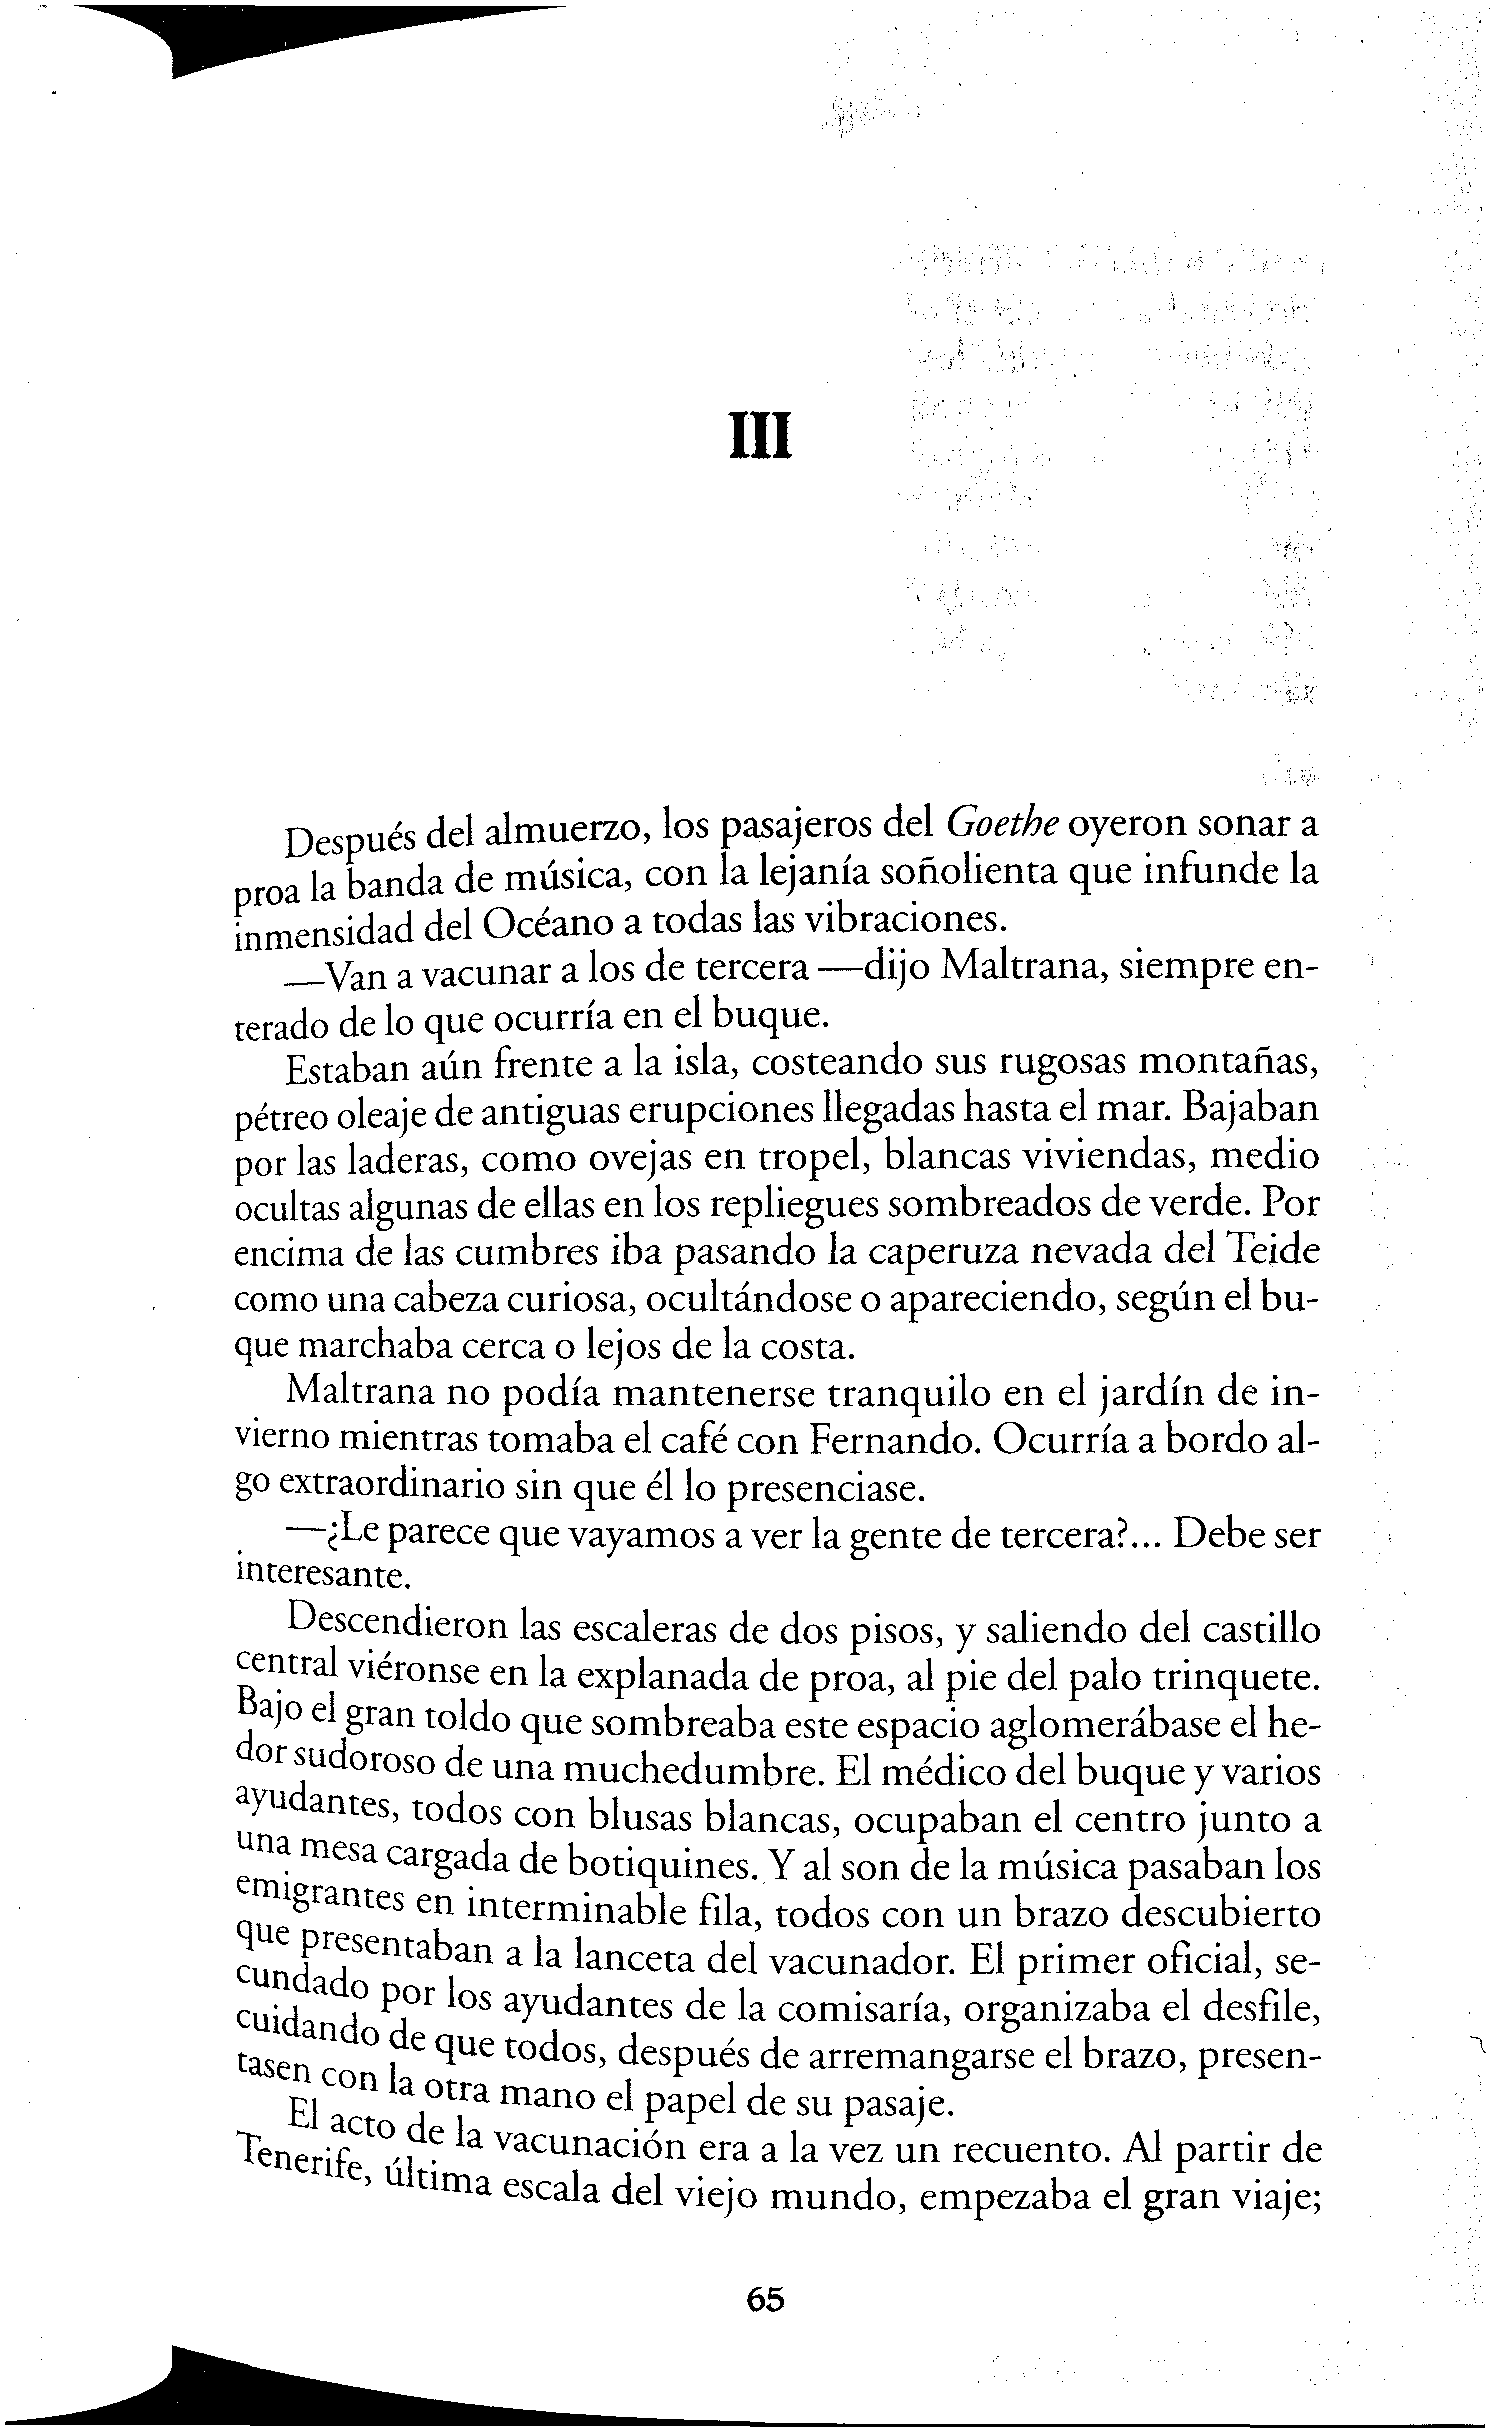 III
Después del almuerzo, los pasajeros del Goethe oyeron sonar a
proa la banda de música, con la lejanía soñolienta que infunde la
inmensidad del Océano a todas las vibraciones.
—Van a vacunar a los de tercera —dijo Maltrana, siempre en-
terado de lo que ocurría en el buque.
Estaban aún frente a la isla, costeando sus rugosas montañas,
pétreo oleaje de antiguas erupciones llegadas hasta el mar. Bajaban
por las laderas, como ovejas en tropel, blancas viviendas, medio
ocultas algunas de ellas en los repliegues sombreados de verde. Por
encima de las cumbres iba pasando la caperuza nevada del Teide
como una cabeza curiosa, ocultándose o apareciendo, según el bu-
que marchaba cerca o lejos de la costa.
Maltrana no podía mantenerse tranquilo en el jardín de in-
vierno mientras tomaba el café con Fernando. Ocurría a bordo al-
go extraordinario sin que él lo presenciase.
—¿Le parece que vayamos a ver la gente de tercera?... Debe ser
interesante.
Descendieron las escaleras de dos pisos, y saliendo del castillo
central viéronse en la explanada de proa, al pie del palo trinquete.
Bajo el gran toldo que sombreaba este espacio aglomerábase el he-
dor sudoroso de una muchedumbre. El médico del buque y varios
ayudantes, todos con blusas blancas, ocupaban el centro junto a
una mesa cargada de botiquines. Y al son de la música pasaban los
emigrantes en interminable fila, todos con un brazo descubierto
que presentaban a la lanceta del vacunador. El primer oficial, se-
cundado por los ayudantes de la comisaría, organizaba el desfile,
cuidando de que todos, después de arremangarse el brazo, presen-
tasen con la otra mano el papel de su pasaje.
El acto de la vacunación era a la vez un recuento. Al partir de
Tenerife, última escala del viejo mundo, empezaba el gran viaje;
65